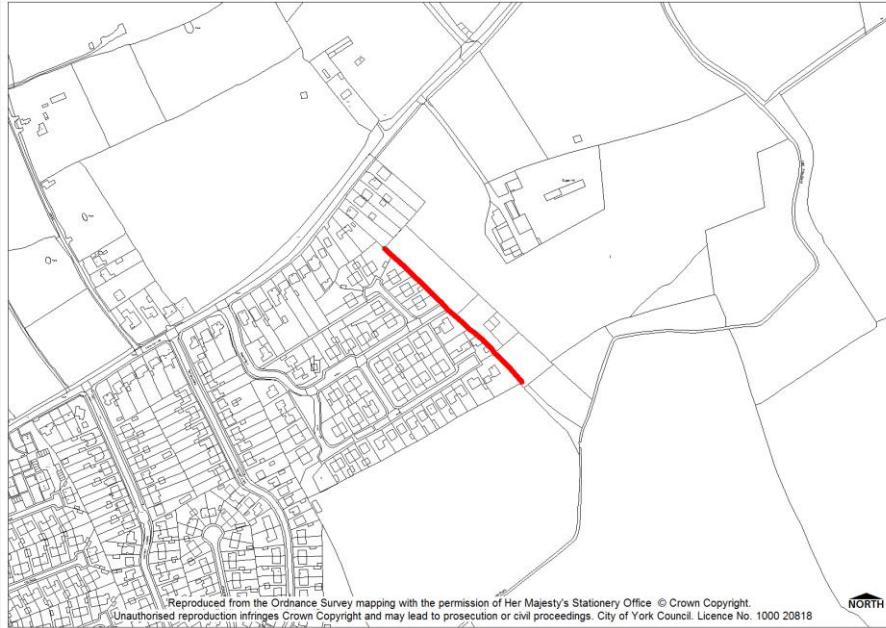 Reproduced from the Ordnance Survey mapping with the permission of Her Majesty's Stationery Office © Crown Copyright.
Unauthorised reproduction infringes Crown Copyright and may lead to prosecution or civil proceedings. City of York Council. Licence No. 1000 20818
NORTH